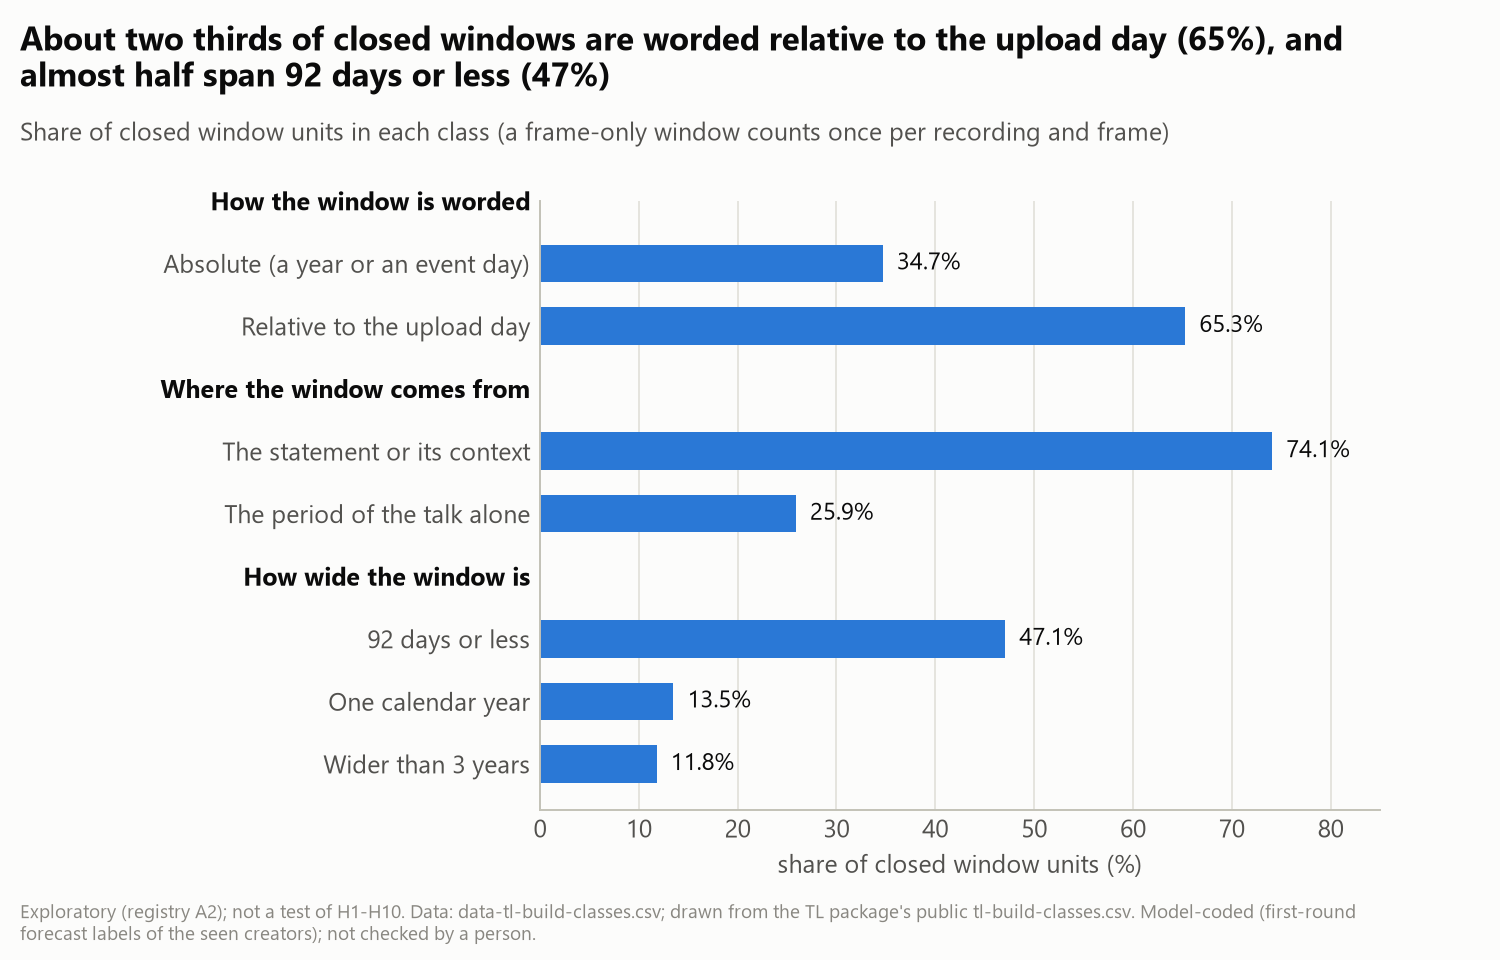 About two thirds of closed windows are worded relative to the upload day (65%), and
almost half span 92 days or less (47%)
Share of closed window units in each class (a frame-only window counts once per recording and frame)
How the window is worded
Absolute (a year or an event day)
34.7%
Relative to the upload day
65.3%
Where the window comes from
The statement or its context
74.1%
The period of the talk alone
25.9%
How wide the window is
92 days or less
47.1%
One calendar year
13.5%
Wider than 3 years
11.8%
0 10 20 30 40 50 60 70 80
share of closed window units (%)
Exploratory (registry A2); not a test of H1-H10. Data: data-tl-build-classes.csv; drawn from the TL package's public tl-build-classes.csv. Model-coded (first-round
forecast labels of the seen creators); not checked by a person.